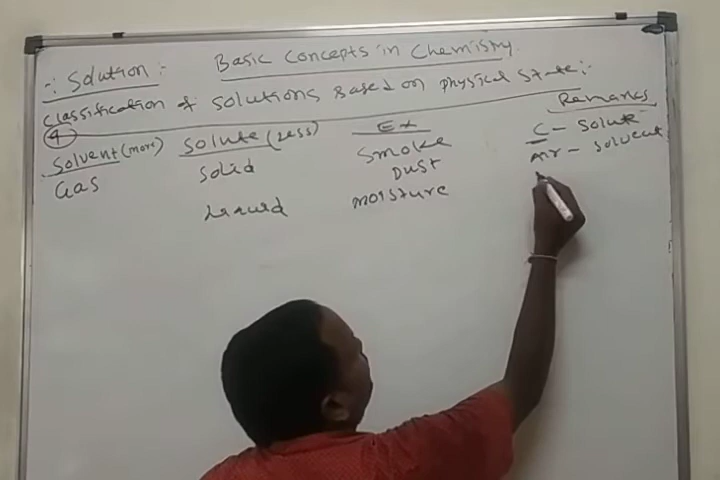 Basic Concepts in Chemistry
Solution:-
Classification of Solutions Based on physical State:-
④ Remarks
Solvent (more) Solute (Less) Ex C - Solute
Gas Solid Smoke Air - Solvent
Dust
Liquid Moisture